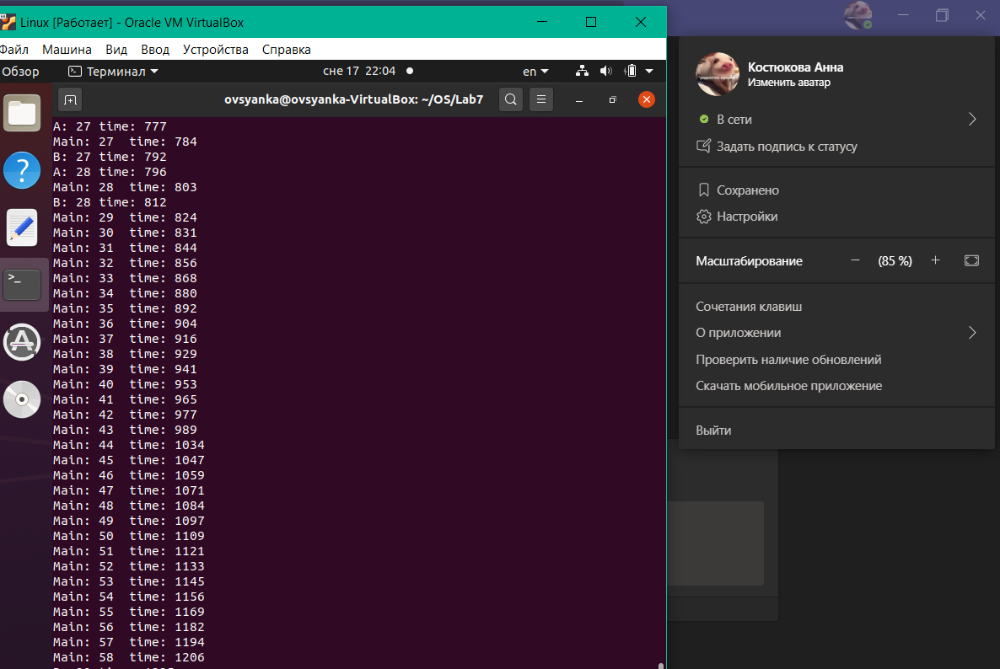 Linux [Работает] - Oracle VM VirtualBox
Файл Машина Вид Ввод Устройства Справка
Обзор Терминал сне 17 22:04 en
ovsyanka@ovsyanka-VirtualBox: ~/OS/Lab7
A: 27 time: 777
Main: 27  time: 784
B: 27 time: 792
A: 28 time: 796
Main: 28  time: 803
B: 28 time: 812
Main: 29  time: 824
Main: 30  time: 831
Main: 31  time: 844
Main: 32  time: 856
Main: 33  time: 868
Main: 34  time: 880
Main: 35  time: 892
Main: 36  time: 904
Main: 37  time: 916
Main: 38  time: 929
Main: 39  time: 941
Main: 40  time: 953
Main: 41  time: 965
Main: 42  time: 977
Main: 43  time: 989
Main: 44  time: 1034
Main: 45  time: 1047
Main: 46  time: 1059
Main: 47  time: 1071
Main: 48  time: 1084
Main: 49  time: 1097
Main: 50  time: 1109
Main: 51  time: 1121
Main: 52  time: 1133
Main: 53  time: 1145
Main: 54  time: 1156
Main: 55  time: 1169
Main: 56  time: 1182
Main: 57  time: 1194
Main: 58  time: 1206
Костюкова Анна
Изменить аватар
В сети
Задать подпись к статусу
Сохранено
Настройки
Масштабирование (85 %)
Сочетания клавиш
О приложении
Проверить наличие обновлений
Скачать мобильное приложение
Выйти